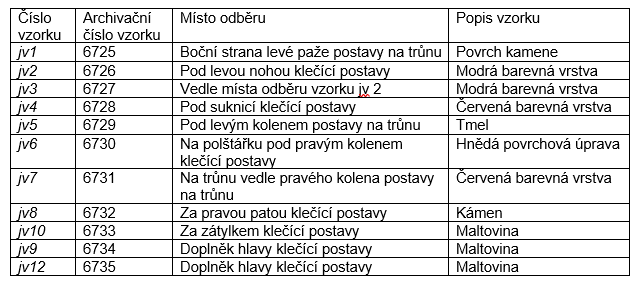 Číslo vzorku | Archivační číslo vzorku | Místo odběru | Popis vzorku
jv1 | 6725 | Boční strana levé paže postavy na trůnu | Povrch kamene
jv2 | 6726 | Pod levou nohou klečící postavy | Modrá barevná vrstva
jv3 | 6727 | Vedle místa odběru vzorku jv 2 | Modrá barevná vrstva
jv4 | 6728 | Pod suknicí klečící postavy | Červená barevná vrstva
jv5 | 6729 | Pod levým kolenem postavy na trůnu | Tmel
jv6 | 6730 | Na polštářku pod pravým kolenem klečící postavy | Hnědá povrchová úprava
jv7 | 6731 | Na trůnu vedle pravého kolena postavy na trůnu | Červená barevná vrstva
jv8 | 6732 | Za pravou patou klečící postavy | Kámen
jv10 | 6733 | Za zátylkem klečící postavy | Maltovina
jv9 | 6734 | Doplněk hlavy klečící postavy | Maltovina
jv12 | 6735 | Doplněk hlavy klečící postavy | Maltovina